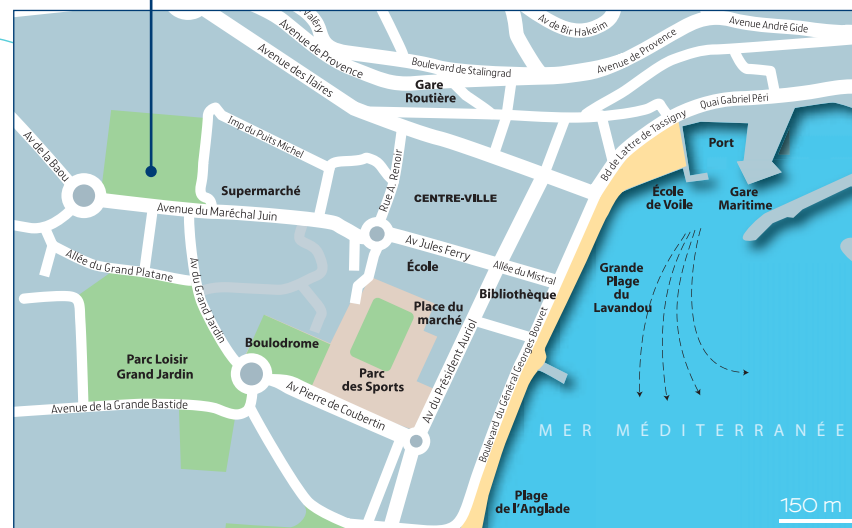 Valéry
Av de Bir Hakeim
Avenue André Gide
Avenue de Provence
Boulevard de Stalingrad
Avenue de Provence
Avenue des Ilaires
Gare
Routière
Quai Gabriel Péri
Bd de Lattre de Tassigny
Imp du Puits Michel
Port
Av de la Baou
Rue A. Renoir
Supermarché
CENTRE-VILLE
École
de Voile
Gare
Maritime
Avenue du Maréchal Juin
Av Jules Ferry
Allée du Mistral
Allée du Grand Platane
École
Grande
Plage
du
Lavandou
Bibliothèque
Av du Grand Jardin
Place du
marché
Boulodrome
Parc Loisir
Grand Jardin
Parc
des Sports
Av du Président Auriol
Boulevard du Général Georges Bouvet
Av Pierre de Coubertin
Avenue de la Grande Bastide
MER MÉDITERRANÉE
Plage
de l'Anglade
150 m